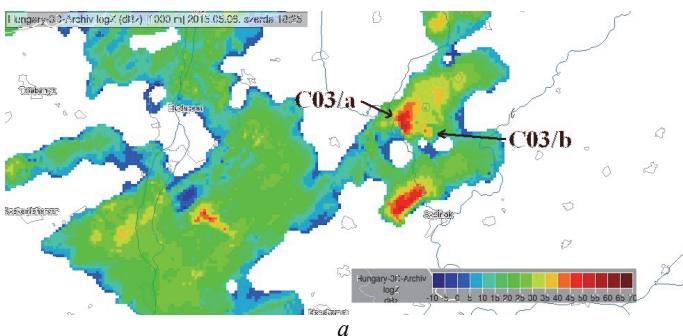 Hungary-3D-Archiv logZ (dBz) [1000 m] 2015.05.06. szerda 18:25
C03/a
Tatabánya
Budapest
C03/b
Székesfehérvár
Szolnok
Hungary-3D-Archiv
logZ
dBz
-10 -5 0 5 10 15 20 25 30 35 40 45 50 55 60 65 70
a